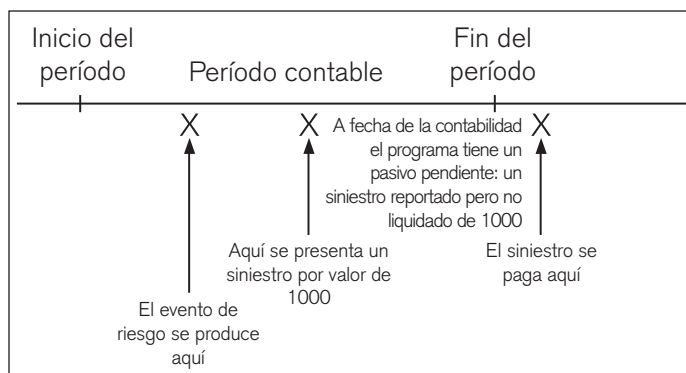 Inicio del
período
Período contable
Fin del
período
X
X
A fecha de la contabilidad
el programa tiene un
pasivo pendiente: un
siniestro reportado pero no
liquidado de 1000
X
Aquí se presenta un
siniestro por valor de
1000
El siniestro se
paga aquí
El evento de
riesgo se produce
aquí